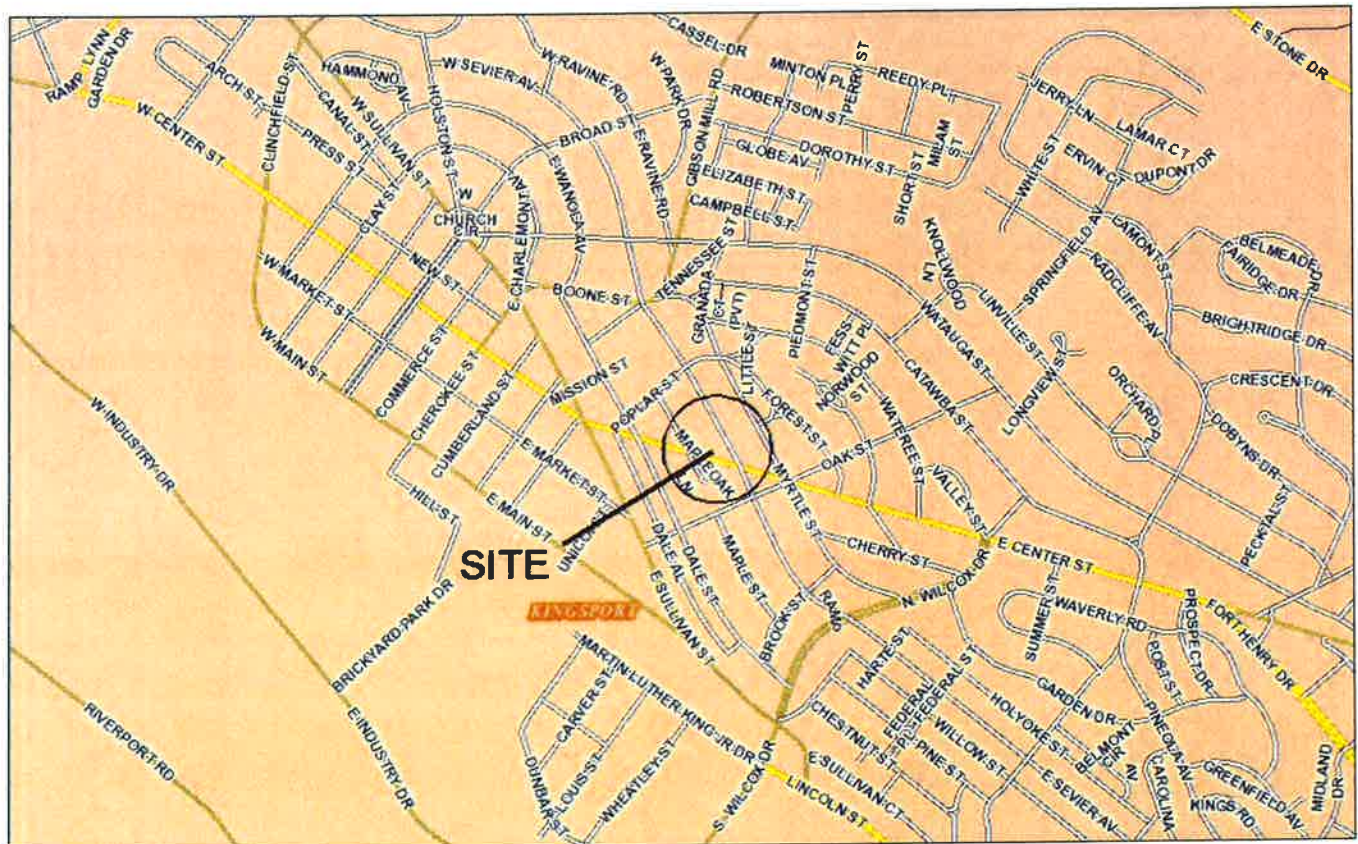 E STONE DR
CASSEL DR
RAMP LYNN
GARDEN DR
ARCH ST
HAMMOND AV
W SEVIER AV
W RAVINE RD
W PARK DR
MINTON PL
PERRY ST
REEDY PL
JERRY LN
LAMAR CT
W CENTER ST
CLINCHFIELD ST
CANAL ST
W SULLIVAN ST
HOLSTON ST
BROAD ST
E RAVINE RD
GIBSON MILL RD
ROBERTSON ST
GLOBE AV
DOROTHY ST
SHORT ST
MILAM ST
WHITE ST
ERVIN CT
DUPONT DR
PRESS ST
CLAY ST
W
CHURCH
CIR
E CHARLEMONT AV
E WANOLA AV
ELIZABETH ST
CAMPBELL ST
KNOLLWOOD
LN
SPRINGFIELD AV
LAMONT ST
BELMEADE DR
FAIRIDGE DR
W MARKET ST
NEW ST
BOONE ST
TENNESSEE ST
GRANADA
CT
(PVT)
PIEDMONT ST
LINVILLE ST
RADCLIFFE AV
BRIGHTRIDGE DR
W MAIN ST
COMMERCE ST
CHEROKEE ST
CUMBERLAND ST
MISSION ST
POPLAR ST
LITTLE ST
FESS
WITT PL
NORWOOD
ST
WATAUGA ST
CATAWBA ST
LONGVIEW ST
ORCHARD PL
CRESCENT DR
W INDUSTRY DR
FOREST ST
WATEREE ST
DOBYNS DR
E MARKET ST
MAPLE OAK
LN
OAK ST
MYRTLE ST
VALLEY ST
PECKTAL ST
HILL ST
E MAIN ST
SITE
DALE AL
DALE ST
MAPLE ST
CHERRY ST
E CENTER ST
KINGSPORT
BRICKYARD PARK DR
E SULLIVAN ST
BROOK ST
RAMP
N WILCOX DR
SUMMER ST
WAVERLY RD
PROSPECT DR
FORT HENRY DR
MARTIN LUTHER KING JR DR
CARVER ST
HARTE ST
FEDERAL
PL
FEDERAL ST
GARDEN DR
POST ST
RIVERPORT RD
E INDUSTRY DR
DUNBAR ST
LOUIS ST
WHEATLEY ST
CHESTNUT ST
WILLOW ST
PINE ST
HOLYOKE ST
BELMONT
CIR
PINEOLA AV
S WILCOX DR
LINCOLN ST
E SULLIVAN CT
E SEVIER AV
CAROLINA
AV
GREENFIELD AV
KINGS RD
MIDLAND
DR